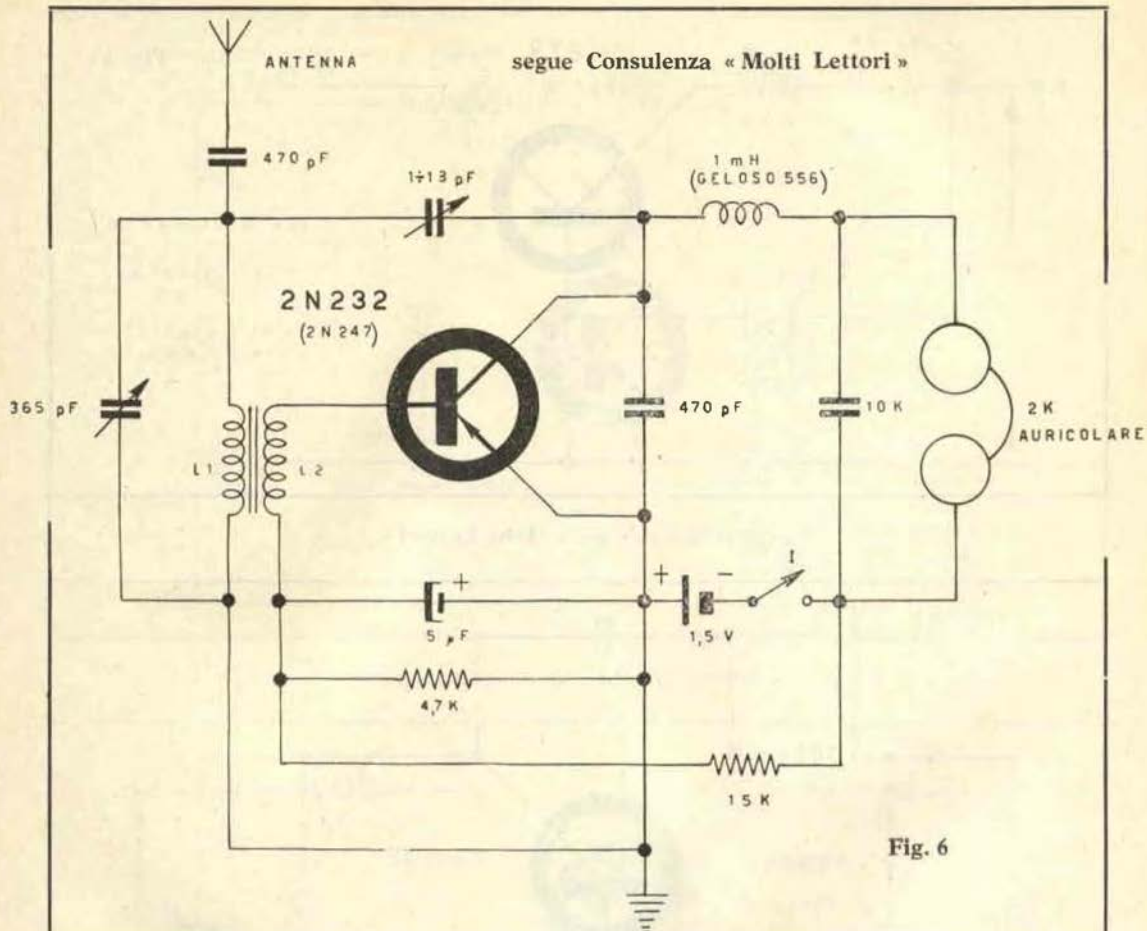 ANTENNA
segue Consulenza « Molti Lettori »
470 pF
1÷13 pF
1 mH
(GELOSO 556)
2N232
(2N247)
365 pF
L1
L2
470 pF
10 K
2K
AURICOLARE
+
5 µF
+
-
1,5 V
I
4,7 K
15 K
Fig. 6